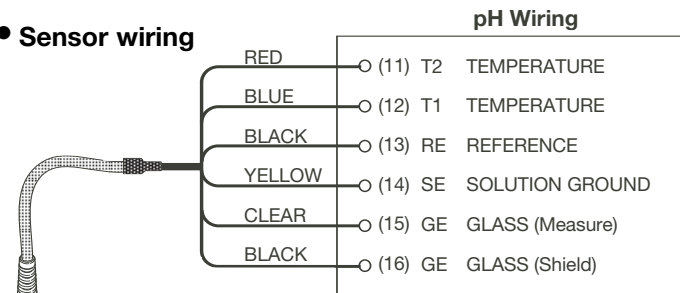 pH Wiring
• Sensor wiring
RED (11) T2 TEMPERATURE
BLUE (12) T1 TEMPERATURE
BLACK (13) RE REFERENCE
YELLOW (14) SE SOLUTION GROUND
CLEAR (15) GE GLASS (Measure)
BLACK (16) GE GLASS (Shield)